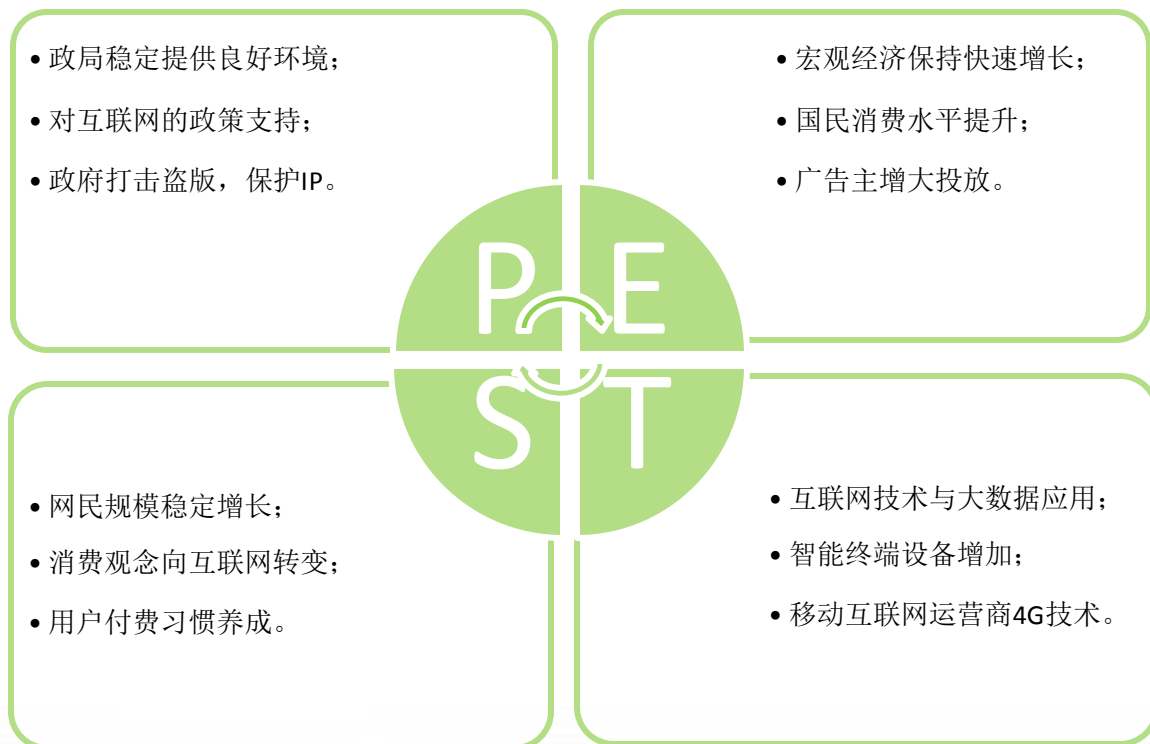 • 政局稳定提供良好环境;
• 对互联网的政策支持;
• 政府打击盗版，保护IP。
• 宏观经济保持快速增长;
• 国民消费水平提升;
• 广告主增大投放。
P
E
S
T
• 网民规模稳定增长;
• 消费观念向互联网转变;
• 用户付费习惯养成。
• 互联网技术与大数据应用;
• 智能终端设备增加;
• 移动互联网运营商4G技术。